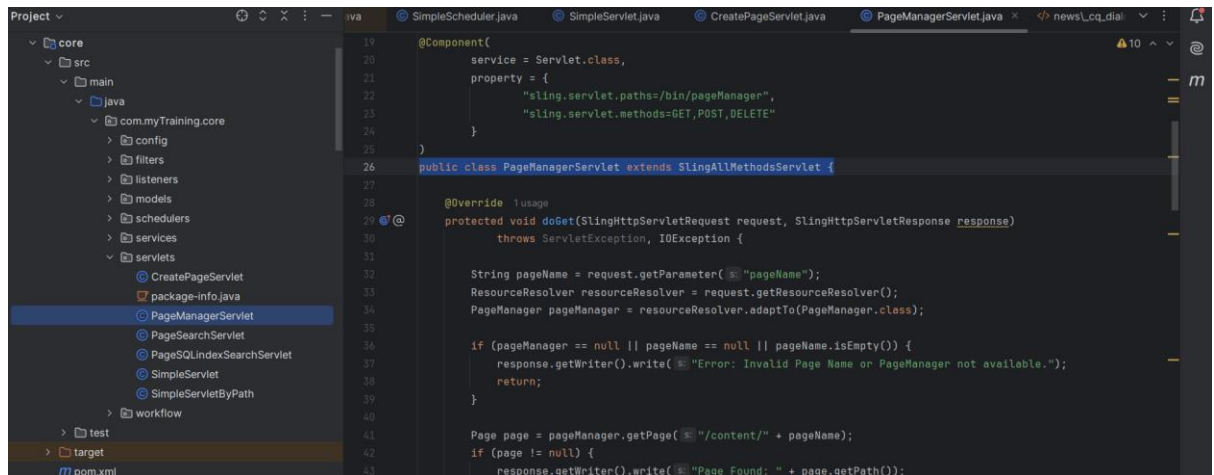 Project
core
src
main
java
com.myTraining.core
config
filters
listeners
models
schedulers
services
servlets
CreatePageServlet
package-info.java
PageManagerServlet
PageSearchServlet
PageSQLindexSearchServlet
SimpleServlet
SimpleServletByPath
workflow
test
target
pom.xml
ava SimpleScheduler.java SimpleServlet.java CreatePageServlet.java PageManagerServlet.java news\_cq_dial
10
19 @Component(
20 service = Servlet.class,
21 property = {
22 "sling.servlet.paths=/bin/pageManager",
23 "sling.servlet.methods=GET,POST,DELETE"
24 }
25 )
26 public class PageManagerServlet extends SlingAllMethodsServlet {
27
28 @Override 1 usage
29 @ protected void doGet(SlingHttpServletRequest request, SlingHttpServletResponse response)
30 throws ServletException, IOException {
31
32 String pageName = request.getParameter( s: "pageName");
33 ResourceResolver resourceResolver = request.getResourceResolver();
34 PageManager pageManager = resourceResolver.adaptTo(PageManager.class);
35
36 if (pageManager == null || pageName == null || pageName.isEmpty()) {
37 response.getWriter().write( s: "Error: Invalid Page Name or PageManager not available.");
38 return;
39 }
40
41 Page page = pageManager.getPage( s: "/content/" + pageName);
42 if (page != null) {
43 response.getWriter().write( s: "Page Found: " + page.getPath());